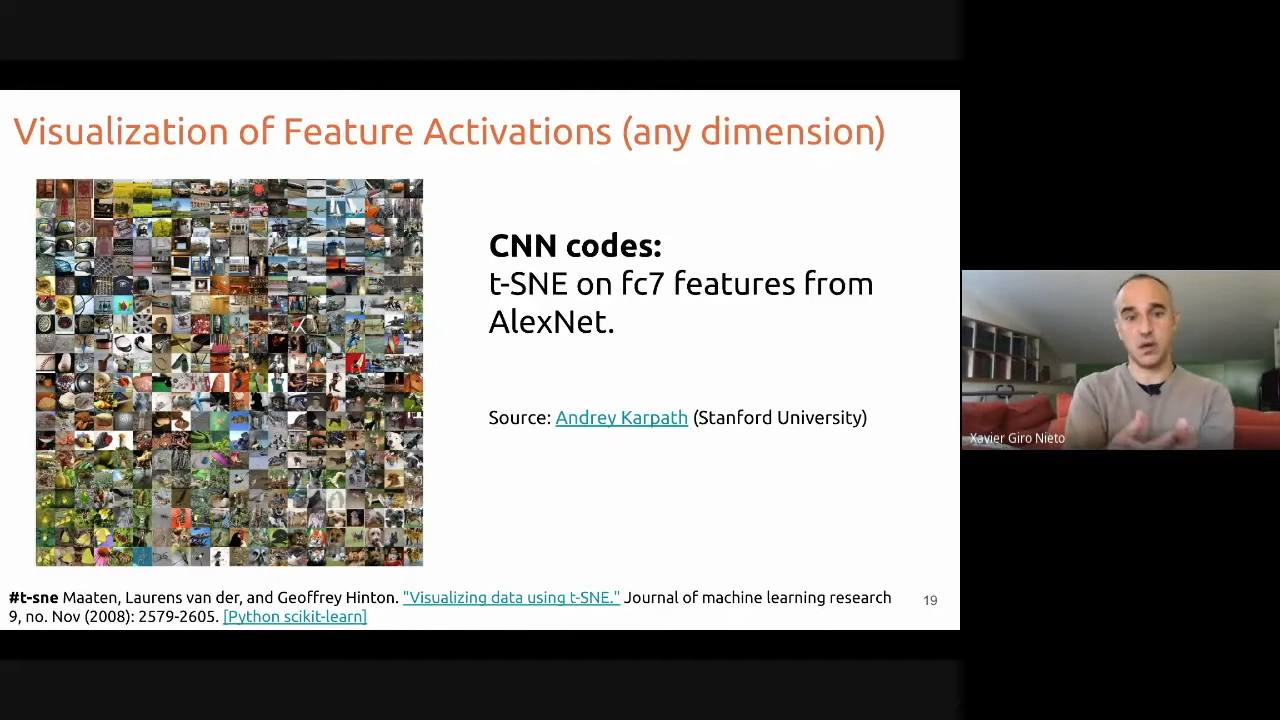 Visualization of Feature Activations (any dimension)
CNN codes:
t-SNE on fc7 features from
AlexNet.
Source: Andrey Karpath (Stanford University)
Xavier Giro Nieto
#t-sne Maaten, Laurens van der, and Geoffrey Hinton. "Visualizing data using t-SNE." Journal of machine learning research
9, no. Nov (2008): 2579-2605. [Python scikit-learn]
19